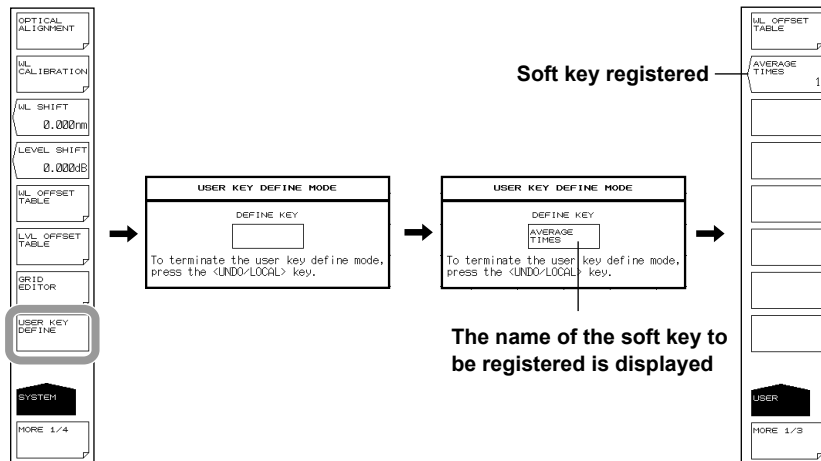 OPTICAL
ALIGNMENT
WL
CALIBRATION
WL SHIFT
0.000nm
LEVEL SHIFT
0.000dB
WL OFFSET
TABLE
LVL OFFSET
TABLE
GRID
EDITOR
USER KEY
DEFINE
SYSTEM
MORE 1/4
USER KEY DEFINE MODE
DEFINE KEY
To terminate the user key define mode,
press the <UNDO/LOCAL> key.
USER KEY DEFINE MODE
DEFINE KEY
AVERAGE
TIMES
To terminate the user key define mode,
press the <UNDO/LOCAL> key.
The name of the soft key to
be registered is displayed
Soft key registered
WL OFFSET
TABLE
AVERAGE
TIMES
1
USER
MORE 1/3